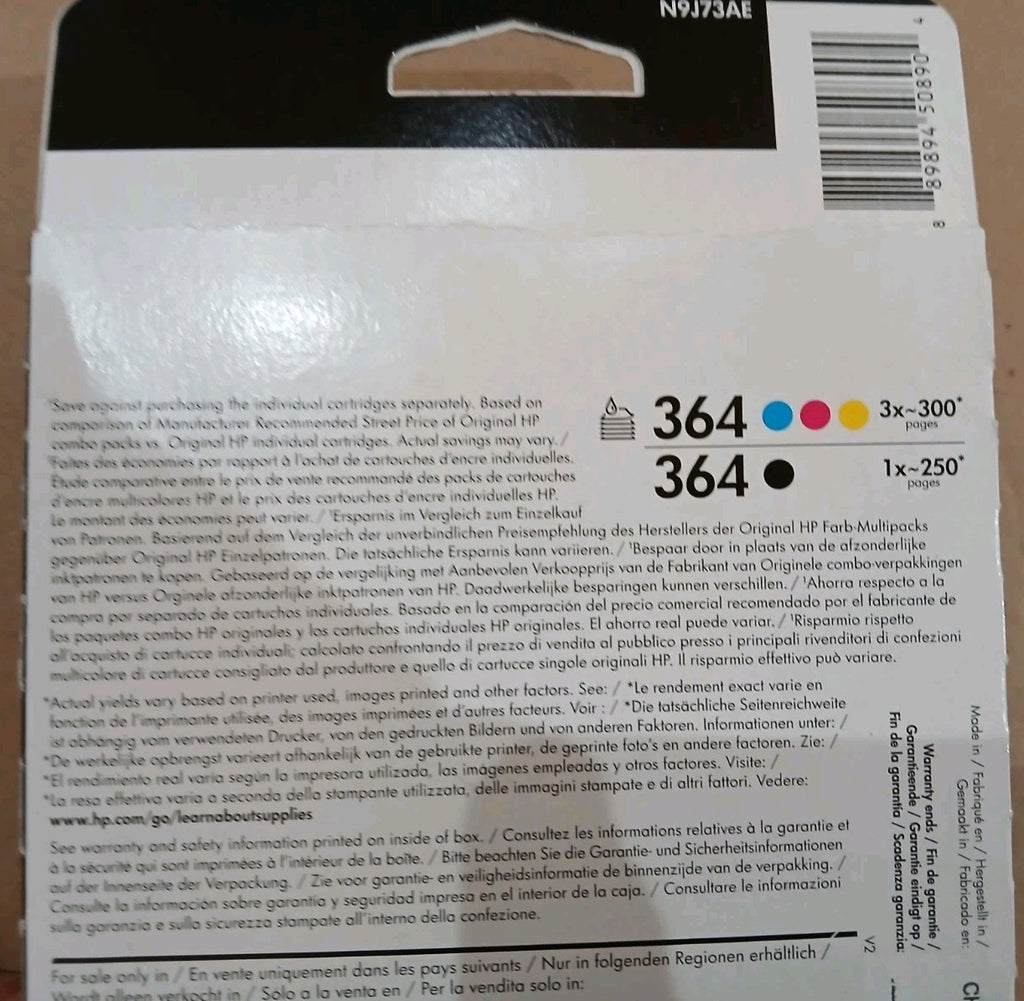 N9J73AE
8 89894 50890 4
¹Save against purchasing the individual cartridges separately. Based on
comparison of Manufacturer Recommended Street Price of Original HP
combo packs vs. Original HP individual cartridges. Actual savings may vary. /
¹Faites des économies par rapport à l'achat de cartouches d'encre individuelles.
Étude comparative entre le prix de vente recommandé des packs de cartouches
d'encre multicolores HP et le prix des cartouches d'encre individuelles HP.
Le montant des économies peut varier. / ¹Ersparnis im Vergleich zum Einzelkauf
von Patronen. Basierend auf dem Vergleich der unverbindlichen Preisempfehlung des Herstellers der Original HP Farb-Multipacks
gegenüber Original HP Einzelpatronen. Die tatsächliche Ersparnis kann variieren. / ¹Bespaar door in plaats van de afzonderlijke
inktpatronen te kopen. Gebaseerd op de vergelijking met Aanbevolen Verkoopprijs van de Fabrikant van Originele combo-verpakkingen
van HP versus Orginele afzonderlijke inktpatronen van HP. Daadwerkelijke besparingen kunnen verschillen. / ¹Ahorra respecto a la
compra por separado de cartuchos individuales. Basado en la comparación del precio comercial recomendado por el fabricante de
los paquetes combo HP originales y los cartuchos individuales HP originales. El ahorro real puede variar. / ¹Risparmio rispetto
all'acquisto di cartucce individuali; calcolato confrontando il prezzo di vendita al pubblico presso i principali rivenditori di confezioni
multicolore di cartucce consigliato dal produttore e quello di cartucce singole originali HP. Il risparmio effettivo può variare.
364 3x~300*
pages
364 1x~250*
pages
*Actual yields vary based on printer used, images printed and other factors. See: / *Le rendement exact varie en
fonction de l'imprimante utilisée, des images imprimées et d'autres facteurs. Voir : / *Die tatsächliche Seitenreichweite
ist abhängig vom verwendeten Drucker, von den gedruckten Bildern und von anderen Faktoren. Informationen unter: /
*De werkelijke opbrengst varieert afhankelijk van de gebruikte printer, de geprinte foto's en andere factoren. Zie: /
*El rendimiento real varia según la impresora utilizada, las imágenes empleadas y otros factores. Visite: /
*La resa effettiva varia a seconda della stampante utilizzata, delle immagini stampate e di altri fattori. Vedere:
www.hp.com/go/learnaboutsupplies
See warranty and safety information printed on inside of box. / Consultez les informations relatives à la garantie et
à la sécurité qui sont imprimées à l'intérieur de la boîte. / Bitte beachten Sie die Garantie- und Sicherheitsinformationen
auf der Innenseite der Verpackung. / Zie voor garantie- en veiligheidsinformatie de binnenzijde van de verpakking. /
Consulte la información sobre garantía y seguridad impresa en el interior de la caja. / Consultare le informazioni
sulla garanzia e sulla sicurezza stampate all'interno della confezione.
For sale only in / En vente uniquement dans les pays suivants / Nur in folgenden Regionen erhältlich /
Wordt alleen verkocht in / Sólo a la venta en / Per la vendita solo in:
V2
Warranty ends / Fin de garantie /
Garantieende / Garantie eindigt op /
Fin de la garantía / Scadenza garanzia:
Made in / Fabriqué en / Hergestellt in /
Gemaakt in / Fabricado en: